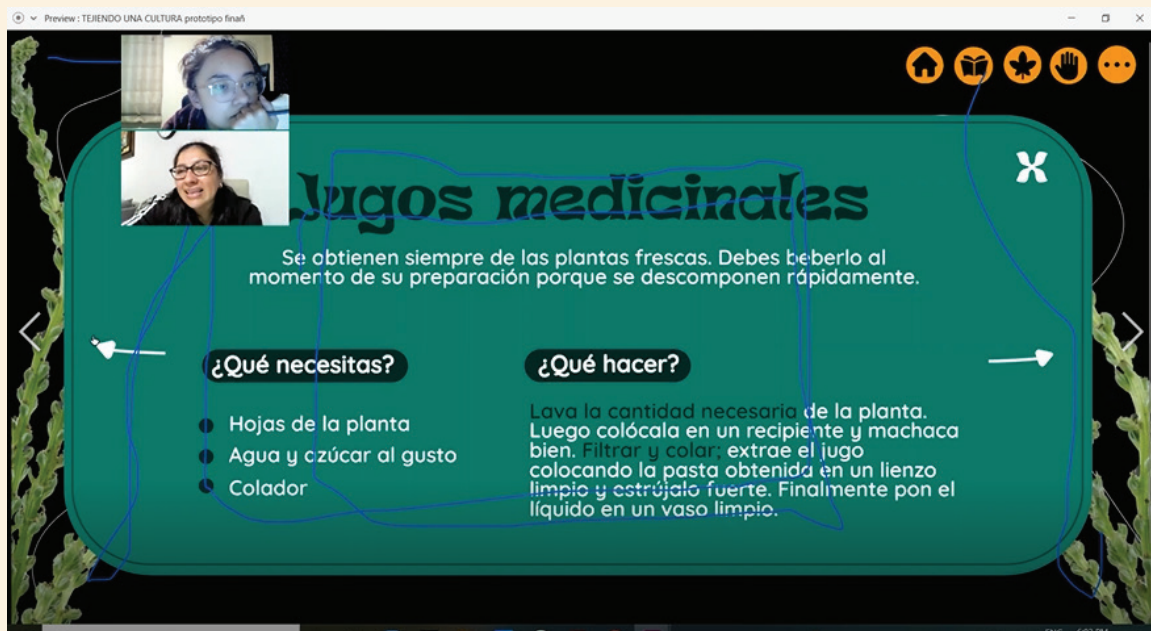 Preview : TEJIENDO UNA CULTURA prototipo finañ
Jugos medicinales
Se obtienen siempre de las plantas frescas. Debes beberlo al
momento de su preparación porque se descomponen rápidamente.
¿Qué necesitas?
Hojas de la planta
Agua y azúcar al gusto
Colador
¿Qué hacer?
Lava la cantidad necesaria de la planta.
Luego colócala en un recipiente y machaca
bien. Filtrar y colar; extrae el jugo
colocando la pasta obtenida en un lienzo
limpio y estrújalo fuerte. Finalmente pon el
líquido en un vaso limpio.